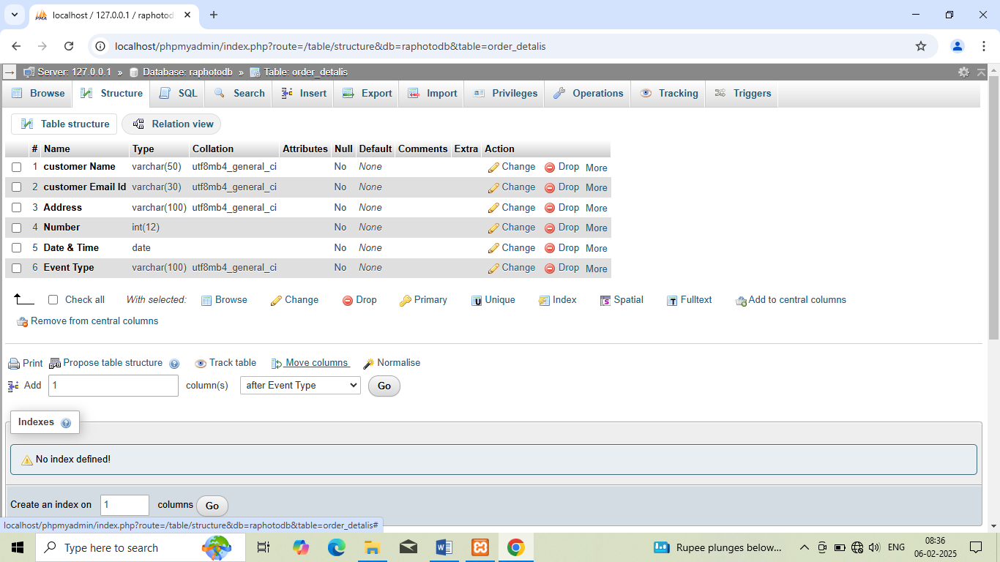 localhost / 127.0.0.1 / raphotod
localhost/phpmyadmin/index.php?route=/table/structure&db=raphotodb&table=order_detalis
Server: 127.0.0.1 » Database: raphotodb » Table: order_detalis
Browse Structure SQL Search Insert Export Import Privileges Operations Tracking Triggers
Table structure Relation view
# Name Type Collation Attributes Null Default Comments Extra Action
1 customer Name varchar(50) utf8mb4_general_ci No None Change Drop More
2 customer Email Id varchar(30) utf8mb4_general_ci No None Change Drop More
3 Address varchar(100) utf8mb4_general_ci No None Change Drop More
4 Number int(12) No None Change Drop More
5 Date & Time date No None Change Drop More
6 Event Type varchar(100) utf8mb4_general_ci No None Change Drop More
Check all With selected: Browse Change Drop Primary Unique Index Spatial Fulltext Add to central columns
Remove from central columns
Print Propose table structure Track table Move columns Normalise
Add 1 column(s) after Event Type Go
Indexes
No index defined!
Create an index on 1 columns Go
localhost/phpmyadmin/index.php?route=/table/structure&db=raphotodb&table=order_detalis#
Type here to search Rupee plunges below... ENG 08:36
06-02-2025